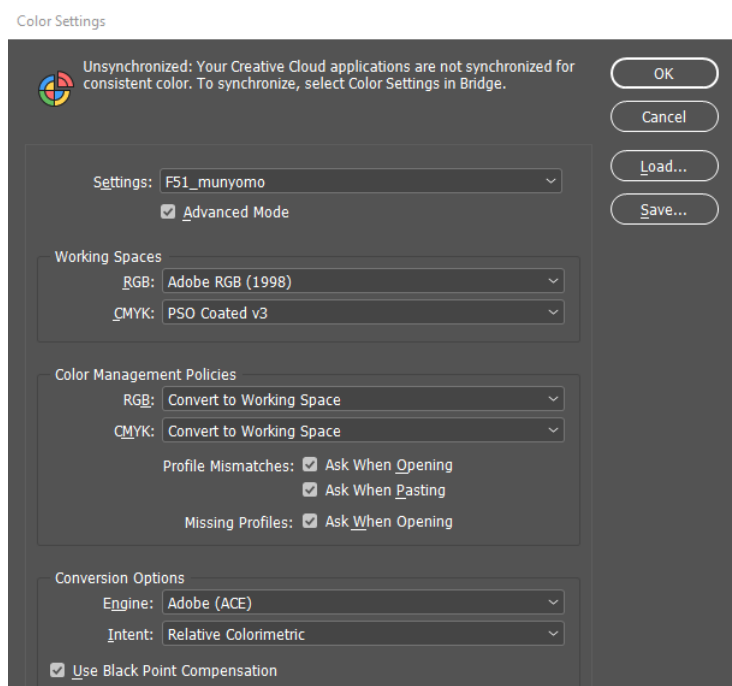 Color Settings
Unsynchronized: Your Creative Cloud applications are not synchronized for
consistent color. To synchronize, select Color Settings in Bridge.
OK
Cancel
Load...
Save...
Settings: F51_munyomo
Advanced Mode
Working Spaces
RGB: Adobe RGB (1998)
CMYK: PSO Coated v3
Color Management Policies
RGB: Convert to Working Space
CMYK: Convert to Working Space
Profile Mismatches: Ask When Opening
Ask When Pasting
Missing Profiles: Ask When Opening
Conversion Options
Engine: Adobe (ACE)
Intent: Relative Colorimetric
Use Black Point Compensation